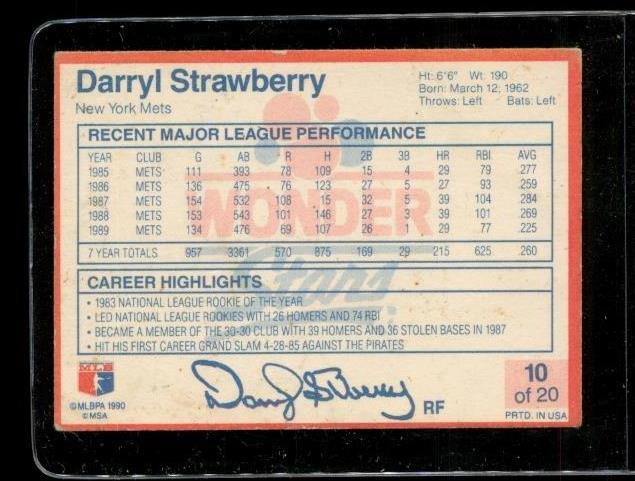 Darryl Strawberry
New York Mets
Ht: 6'6" Wt: 190
Born: March 12, 1962
Throws: Left Bats: Left
RECENT MAJOR LEAGUE PERFORMANCE
YEAR CLUB G AB R H 2B 3B HR RBI AVG
1985 METS 111 393 78 109 15 4 29 79 .277
1986 METS 136 475 76 123 27 5 27 93 .259
1987 METS 154 532 108 15 32 5 39 104 .284
1988 METS 153 543 101 146 27 3 39 101 .269
1989 METS 134 476 69 107 26 1 29 77 .225
7 YEAR TOTALS 957 3361 570 875 169 29 215 625 .260
WONDER
Stars!
CAREER HIGHLIGHTS
• 1983 NATIONAL LEAGUE ROOKIE OF THE YEAR
• LED NATIONAL LEAGUE ROOKIES WITH 26 HOMERS AND 74 RBI
• BECAME A MEMBER OF THE 30-30 CLUB WITH 39 HOMERS AND 36 STOLEN BASES IN 1987
• HIT HIS FIRST CAREER GRAND SLAM 4-28-85 AGAINST THE PIRATES
MLB
©MLBPA 1990
©MSA
RF
10
of 20
PRTD. IN USA